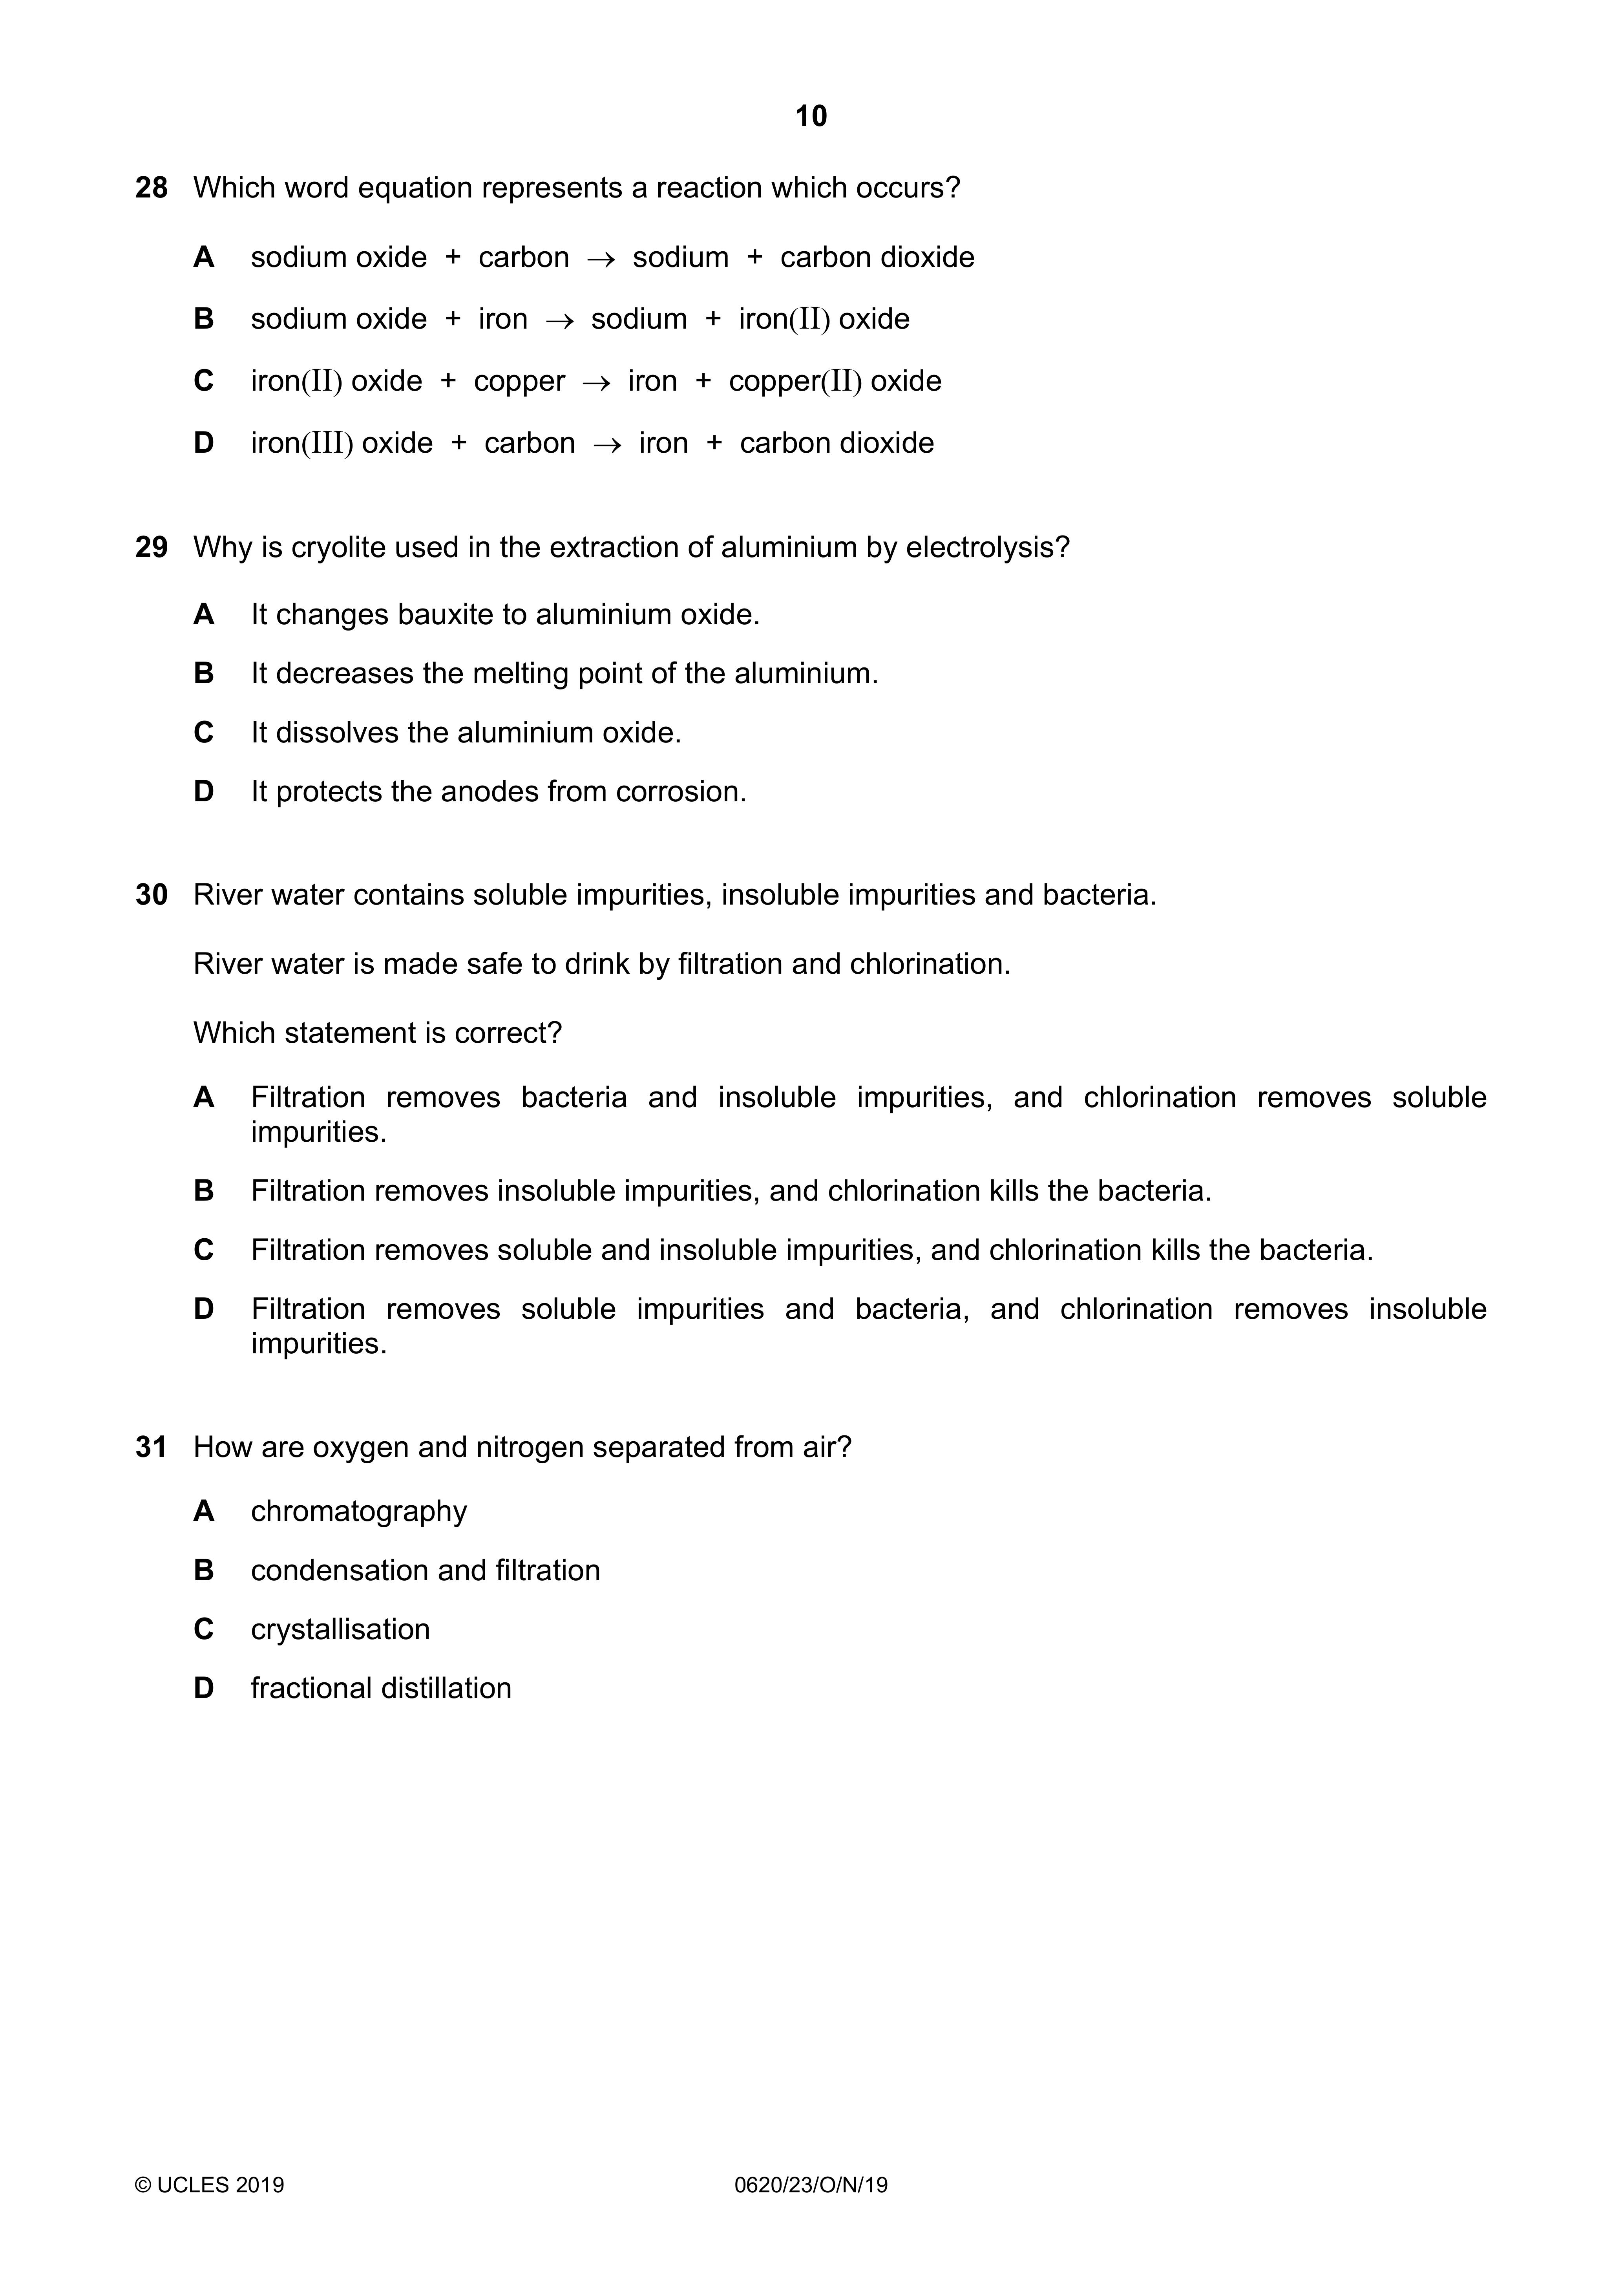 10
28 Which word equation represents a reaction which occurs?
A sodium oxide + carbon → sodium + carbon dioxide
B sodium oxide + iron → sodium + iron(II) oxide
C iron(II) oxide + copper → iron + copper(II) oxide
D iron(III) oxide + carbon → iron + carbon dioxide
29 Why is cryolite used in the extraction of aluminium by electrolysis?
A It changes bauxite to aluminium oxide.
B It decreases the melting point of the aluminium.
C It dissolves the aluminium oxide.
D It protects the anodes from corrosion.
30 River water contains soluble impurities, insoluble impurities and bacteria.
River water is made safe to drink by filtration and chlorination.
Which statement is correct?
A Filtration removes bacteria and insoluble impurities, and chlorination removes soluble
impurities.
B Filtration removes insoluble impurities, and chlorination kills the bacteria.
C Filtration removes soluble and insoluble impurities, and chlorination kills the bacteria.
D Filtration removes soluble impurities and bacteria, and chlorination removes insoluble
impurities.
31 How are oxygen and nitrogen separated from air?
A chromatography
B condensation and filtration
C crystallisation
D fractional distillation
© UCLES 2019 0620/23/O/N/19